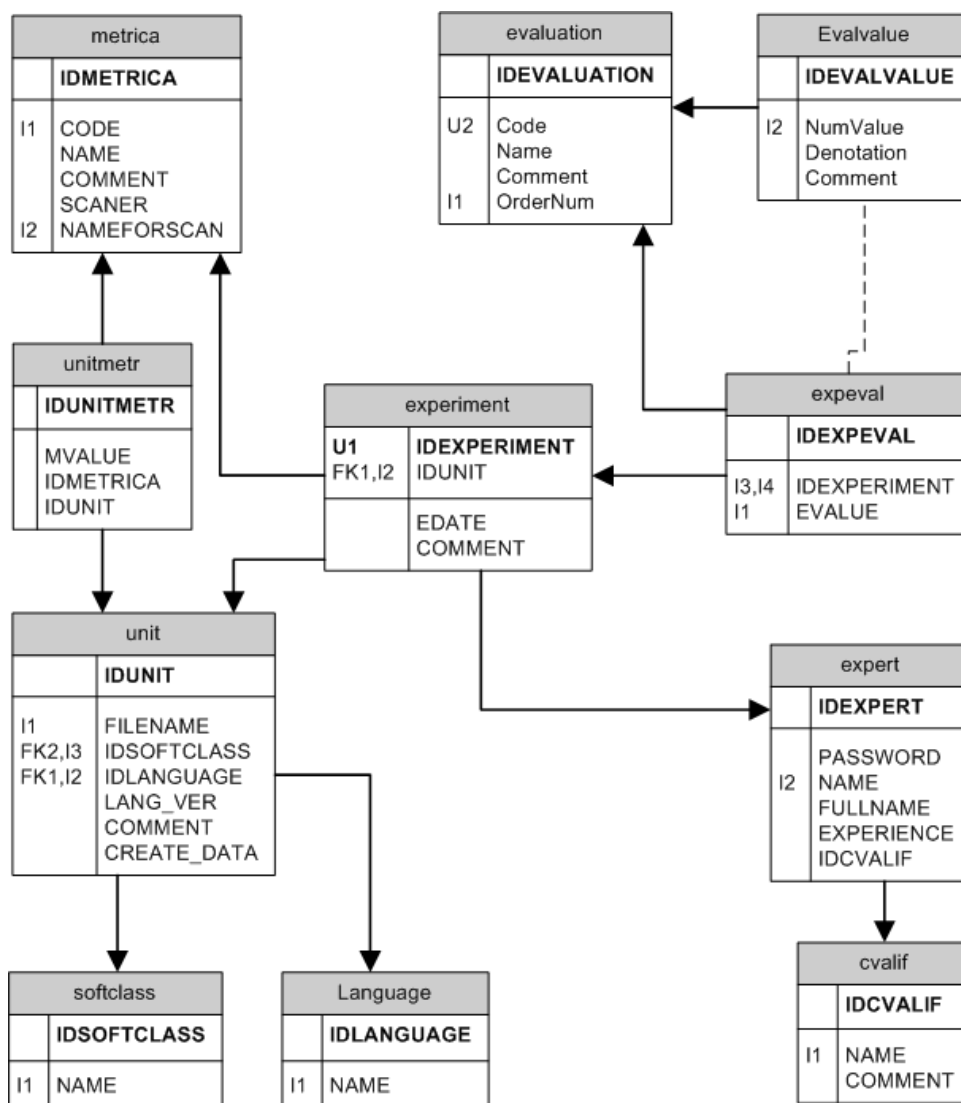 metrica
IDMETRICA
I1 CODE
NAME
COMMENT
SCANER
I2 NAMEFORSCAN
evaluation
IDEVALUATION
U2 Code
Name
Comment
I1 OrderNum
Evalvalue
IDEVALVALUE
I2 NumValue
Denotation
Comment
unitmetr
IDUNITMETR
MVALUE
IDMETRICA
IDUNIT
experiment
U1 IDEXPERIMENT
FK1,I2 IDUNIT
EDATE
COMMENT
expeval
IDEXPEVAL
I3,I4 IDEXPERIMENT
I1 EVALUE
unit
IDUNIT
I1 FILENAME
FK2,I3 IDSOFTCLASS
FK1,I2 IDLANGUAGE
LANG_VER
COMMENT
CREATE_DATA
expert
IDEXPERT
PASSWORD
I2 NAME
FULLNAME
EXPERIENCE
IDCVALIF
softclass
IDSOFTCLASS
I1 NAME
Language
IDLANGUAGE
I1 NAME
cvalif
IDCVALIF
I1 NAME
COMMENT